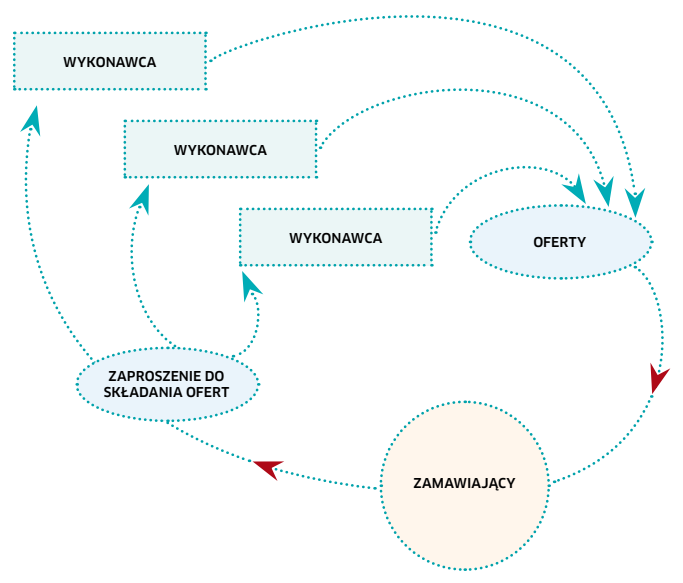 WYKONAWCA
WYKONAWCA
WYKONAWCA
OFERTY
ZAPROSZENIE DO
SKŁADANIA OFERT
ZAMAWIAJĄCY